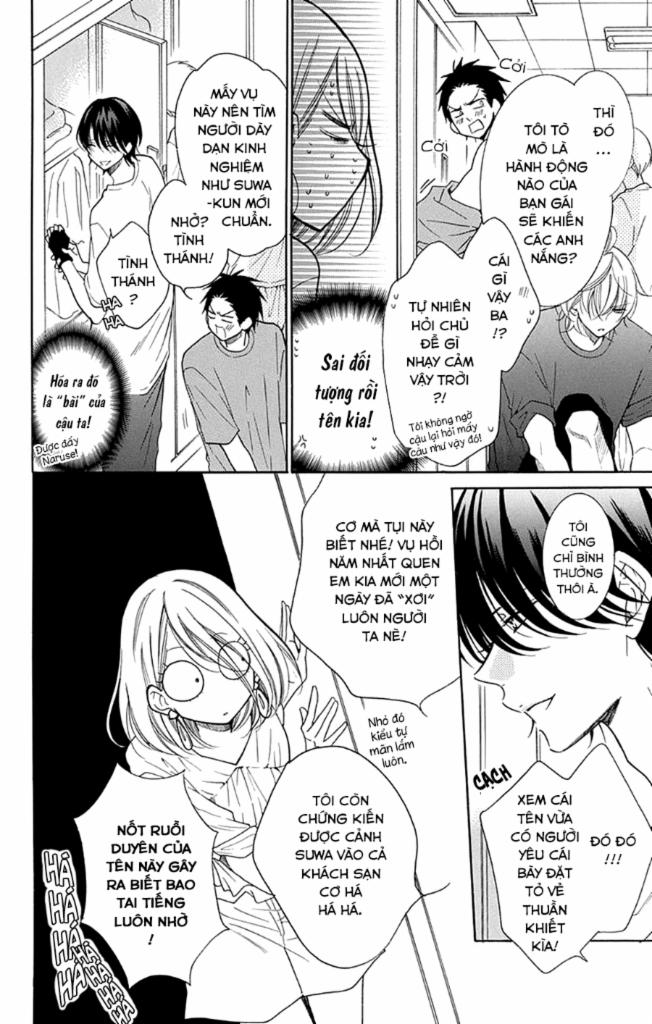 THÌ
ĐÓ
...
TÔI TÒ
MÒ LÀ
HÀNH ĐỘNG
NÀO CỦA
BẠN GÁI
SẼ KHIẾN
CÁC ANH
NẮNG?
Cởi
Cởi
CÁI
GÌ
VẬY
BA
!?
TỰ NHIÊN
HỎI CHỦ
ĐỀ GÌ
NHẠY CẢM
VẬY TRỜI
?!
Tôi không ngờ
cậu lại hỏi mấy
câu như vậy đó!
Sai đối
tượng rồi
tên kia!
MẤY VỤ
NÀY NÊN TÌM
NGƯỜI DÀY
DẠN KINH
NGHIỆM
NHƯ SUWA
-KUN MỚI
CHUẨN.
NHỞ?
TÌNH
THÁNH!
TÌNH
THÁNH
?
HA
HA
Hóa ra đó
là "bài" của
cậu ta!
Được đấy
Naruse!
TÔI
CŨNG
CHỈ BÌNH
THƯỜNG
THÔI À.
CẠCH
ĐÓ ĐÓ
!!!
XEM CÁI
TÊN VỪA
CÓ NGƯỜI
YÊU CÁI
BÀY ĐẶT
TỎ VẺ
THUẦN
KHIẾT
KÌA!
CƠ MÀ TỤI NÀY
BIẾT NHÉ! VỤ HỒI
NĂM NHẤT QUEN
EM KIA MỚI MỘT
NGÀY ĐÃ "XƠI"
LUÔN NGƯỜI
TA NÈ!
Nhỏ đó
kiểu tự
mãn lắm
luôn.
TÔI CÒN
CHỨNG KIẾN
ĐƯỢC CẢNH
SUWA VÀO CẢ
KHÁCH SẠN
CƠ HÁ
HÁ HÁ.
NỐT RUỒI
DUYÊN CỦA
TÊN NÀY GÂY
RA BIẾT BAO
TAI TIẾNG
LUÔN NHỞ
!
HÁ HÁ HÁ HÁ
HÁ HÁ HÁ HÁ